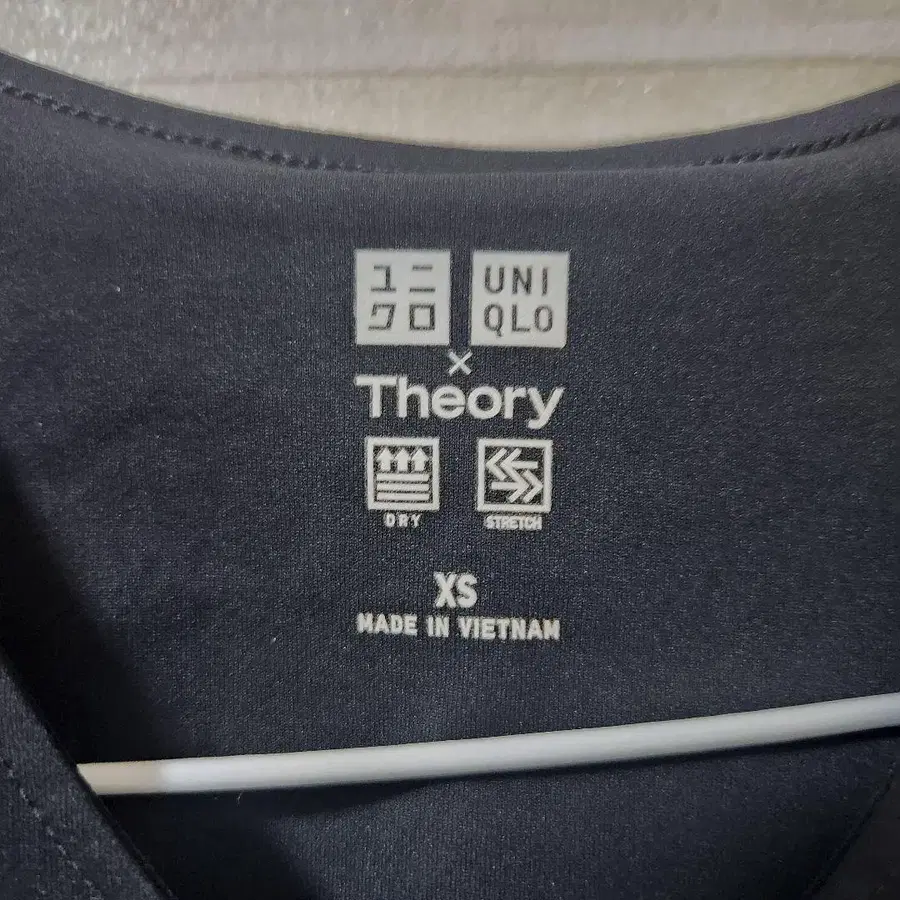 ユニ UNI
クロ QLO
×
Theory
DRY STRETCH
XS
MADE IN VIETNAM